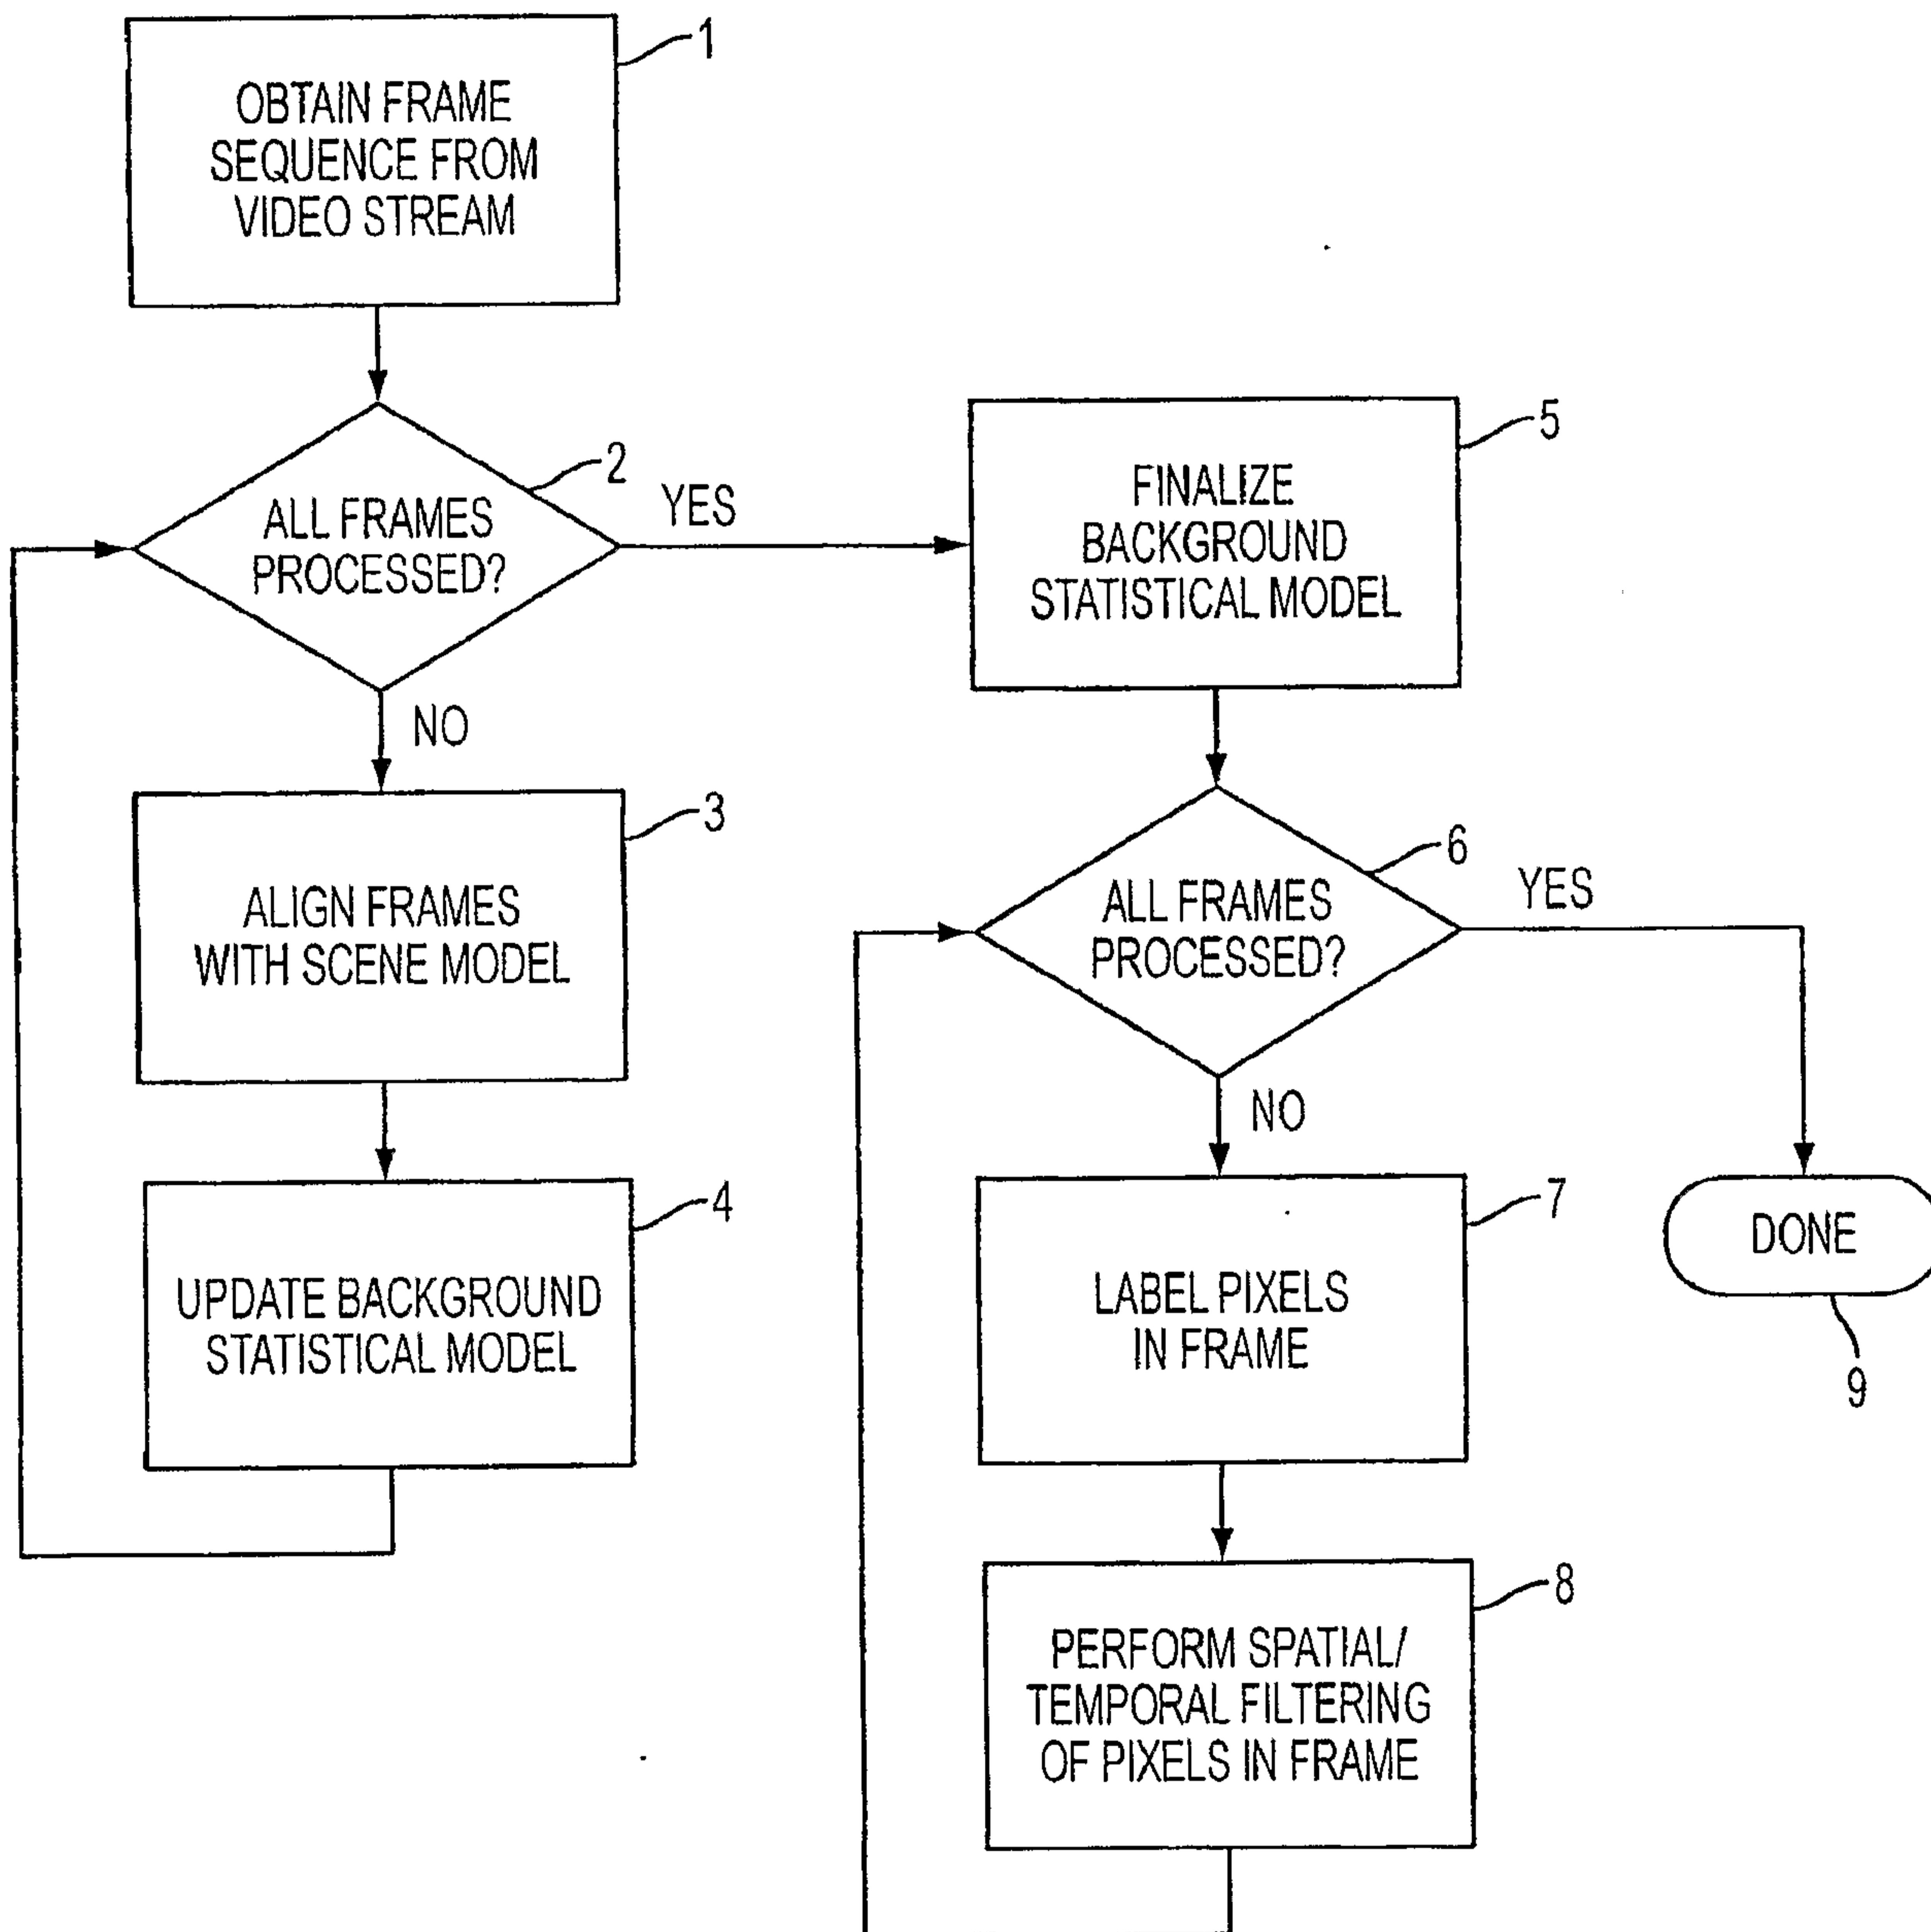 1
OBTAIN FRAME
SEQUENCE FROM
VIDEO STREAM
2
ALL FRAMES
PROCESSED?
YES
NO
3
ALIGN FRAMES
WITH SCENE MODEL
4
UPDATE BACKGROUND
STATISTICAL MODEL
5
FINALIZE
BACKGROUND
STATISTICAL MODEL
6
ALL FRAMES
PROCESSED?
YES
NO
7
LABEL PIXELS
IN FRAME
8
PERFORM SPATIAL/
TEMPORAL FILTERING
OF PIXELS IN FRAME
DONE
9